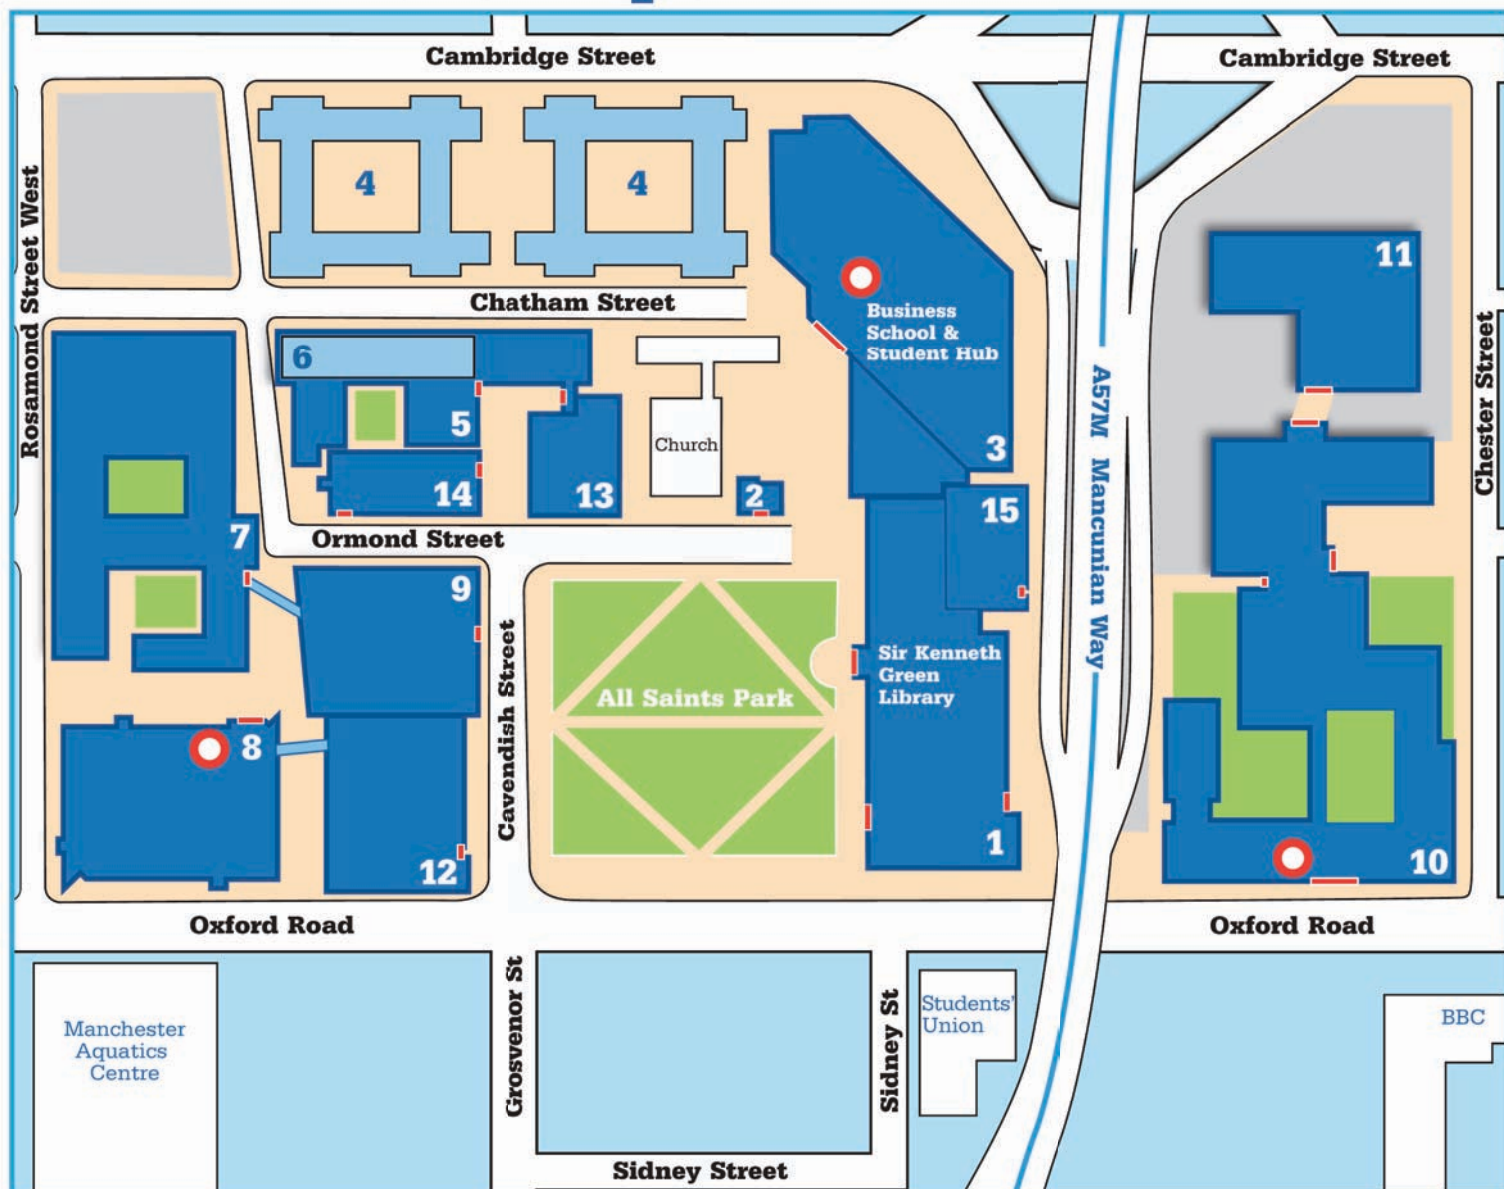 Cambridge Street
Cambridge Street
Rosamond Street West
4
4
11
Business
School &
Student Hub
Chatham Street
6
5
Church
3
A57M Mancunian Way
Chester Street
14
13
2
15
7
Ormond Street
9
Sir Kenneth
Green
Library
All Saints Park
Cavendish Street
8
12
1
10
Oxford Road
Oxford Road
Grosvenor St
Sidney St
Students'
Union
BBC
Manchester
Aquatics
Centre
Sidney Street